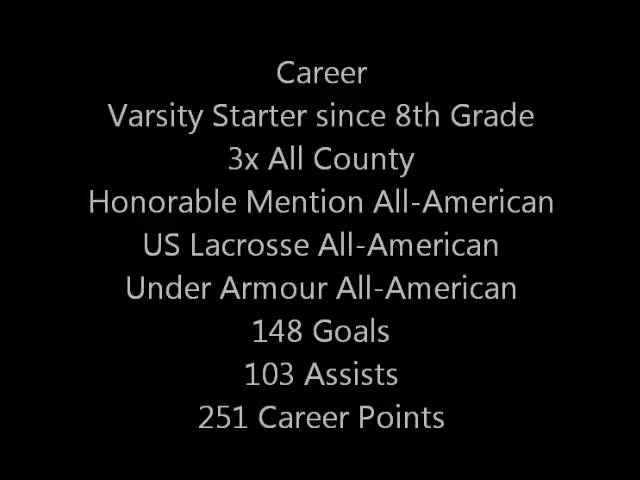 Career
Varsity Starter since 8th Grade
3x All County
Honorable Mention All-American
US Lacrosse All-American
Under Armour All-American
148 Goals
103 Assists
251 Career Points